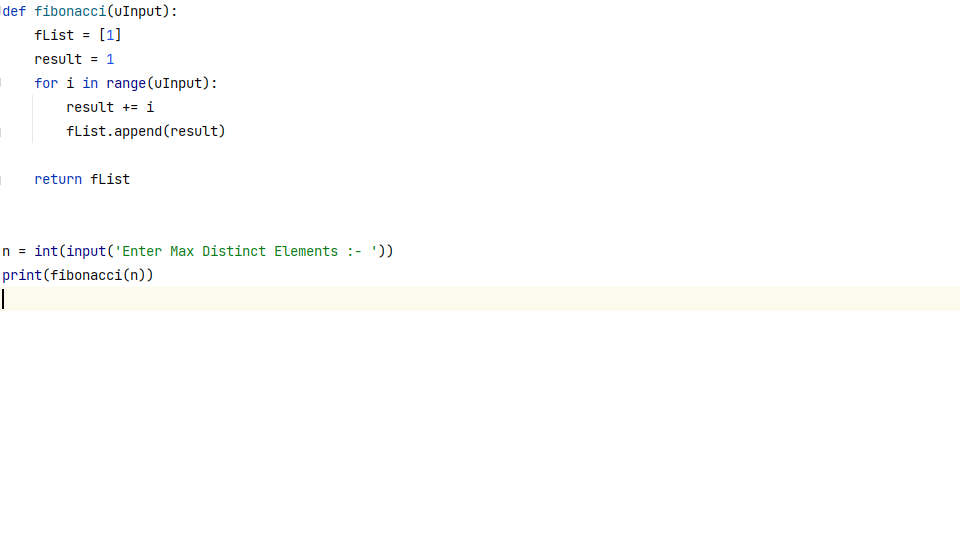 def fibonacci(uInput):
    fList = [1]
    result = 1
    for i in range(uInput):
        result += i
        fList.append(result)
    return fList
n = int(input('Enter Max Distinct Elements :- '))
print(fibonacci(n))